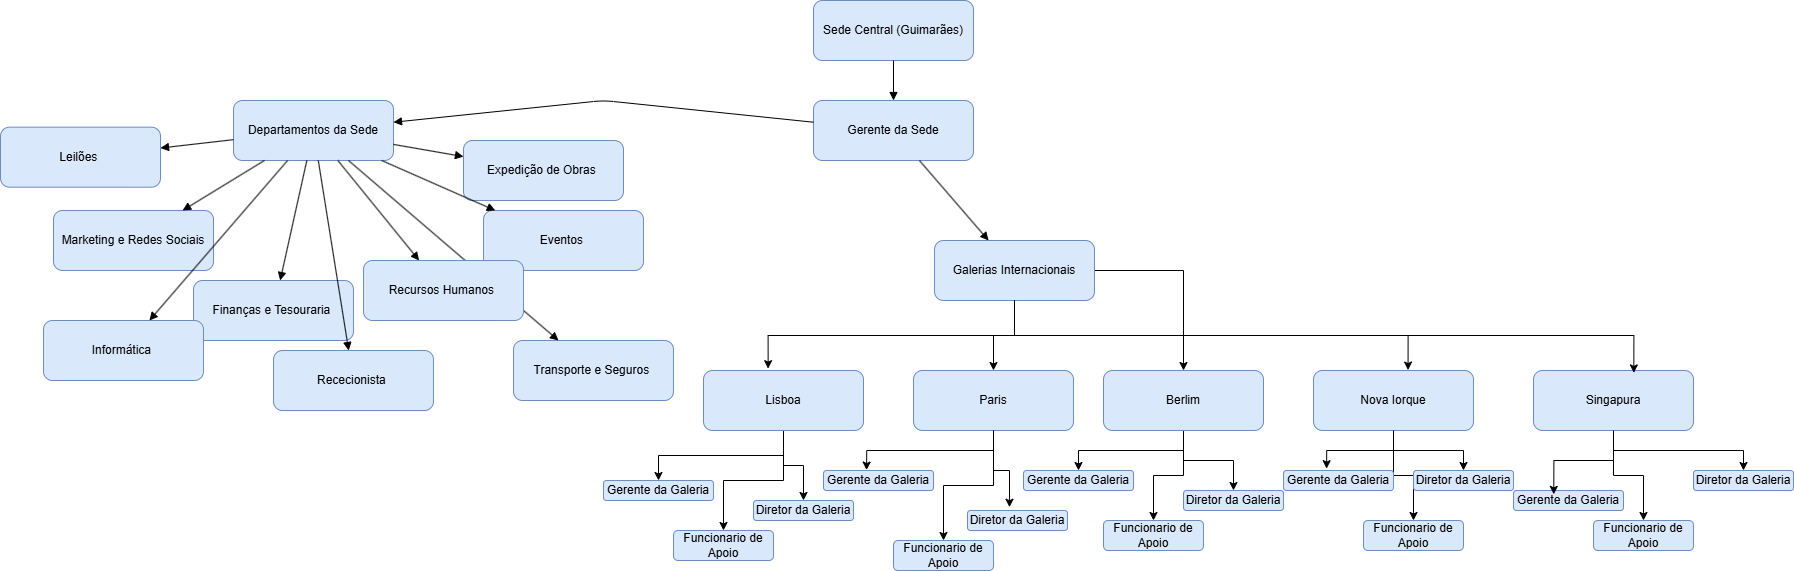 Sede Central (Guimarães)
Departamentos da Sede
Gerente da Sede
Leilões
Expedição de Obras
Marketing e Redes Sociais
Eventos
Galerias Internacionais
Recursos Humanos
Finanças e Tesouraria
Informática
Rececionista
Transporte e Seguros
Lisboa
Paris
Berlim
Nova Iorque
Singapura
Gerente da Galeria
Diretor da Galeria
Funcionario de
Apoio
Gerente da Galeria
Diretor da Galeria
Funcionario de
Apoio
Gerente da Galeria
Diretor da Galeria
Funcionario de
Apoio
Gerente da Galeria
Diretor da Galeria
Funcionario de
Apoio
Gerente da Galeria
Diretor da Galeria
Funcionario de
Apoio